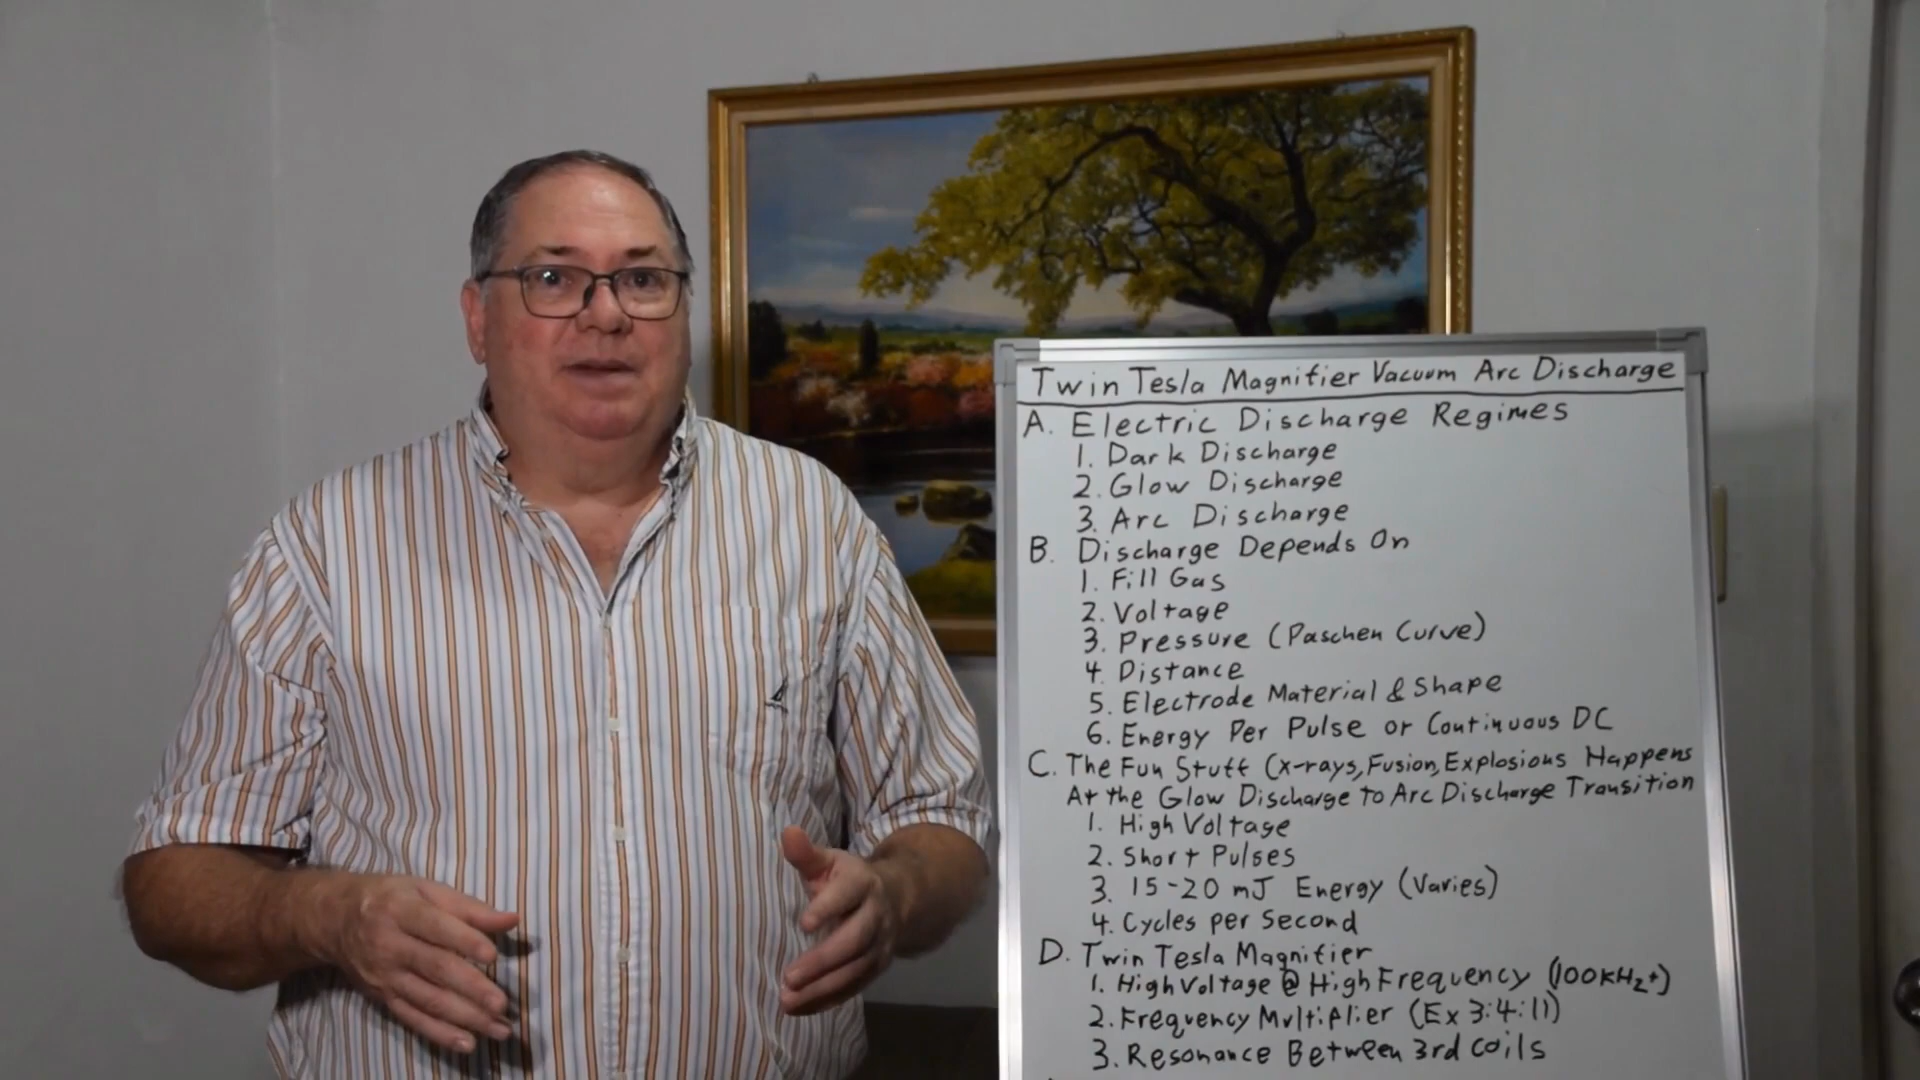 Twin Tesla Magnifier Vacuum Arc Discharge
A. Electric Discharge Regimes
1. Dark Discharge
2. Glow Discharge
3. Arc Discharge
B. Discharge Depends On
1. Fill Gas
2. Voltage
3. Pressure (Paschen Curve)
4. Distance
5. Electrode Material & Shape
6. Energy Per Pulse or Continuous DC
C. The Fun Stuff (X-rays, Fusion, Explosions Happens
At the Glow Discharge to Arc Discharge Transition
1. High Voltage
2. Short Pulses
3. 15-20 mJ Energy (Varies)
4. Cycles per Second
D. Twin Tesla Magnifier
1. High Voltage @ High Frequency (100kHz+)
2. Frequency Multiplier (Ex 3:4:11)
3. Resonance Between 3rd coils